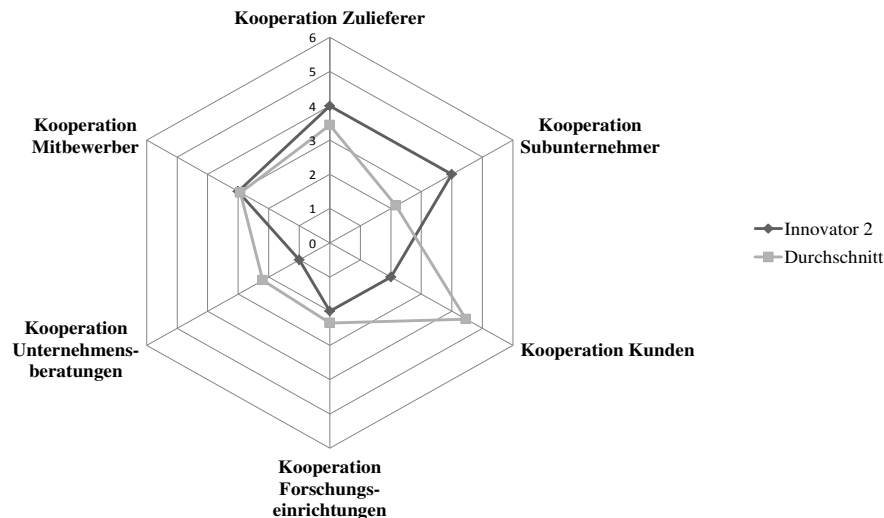 Kooperation Zulieferer
6
5
4
3
2
1
0
Kooperation
Subunternehmer
Kooperation Kunden
Kooperation
Forschungs-
einrichtungen
Kooperation
Unternehmens-
beratungen
Kooperation
Mitbewerber
Innovator 2
Durchschnitt